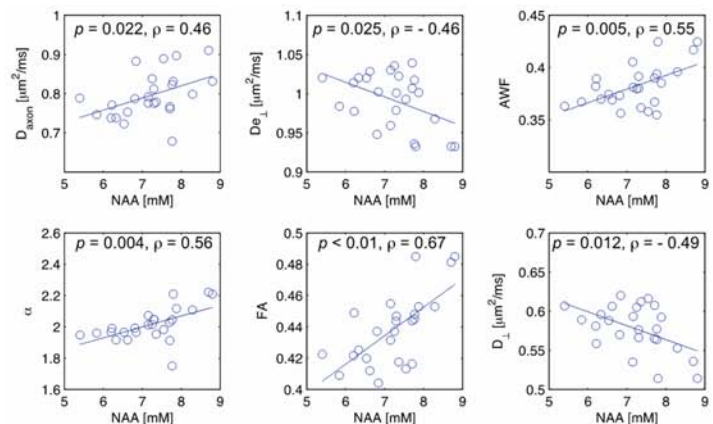 p = 0.022, ρ = 0.46
1
0.9
0.8
0.7
0.6
D_axon [μm²/ms]
5 6 7 8 9
NAA [mM]
p = 0.025, ρ = - 0.46
1.1
1.05
1
0.95
0.9
De_⊥ [μm²/ms]
5 6 7 8 9
NAA [mM]
p = 0.005, ρ = 0.55
0.45
0.4
0.35
AWF
5 6 7 8 9
NAA [mM]
p = 0.004, ρ = 0.56
2.6
2.4
2.2
2
1.8
1.6
α
5 6 7 8 9
NAA [mM]
p < 0.01, ρ = 0.67
0.5
0.48
0.46
0.44
0.42
0.4
FA
5 6 7 8 9
NAA [mM]
p = 0.012, ρ = - 0.49
0.7
0.65
0.6
0.55
0.5
D_⊥ [μm²/ms]
5 6 7 8 9
NAA [mM]